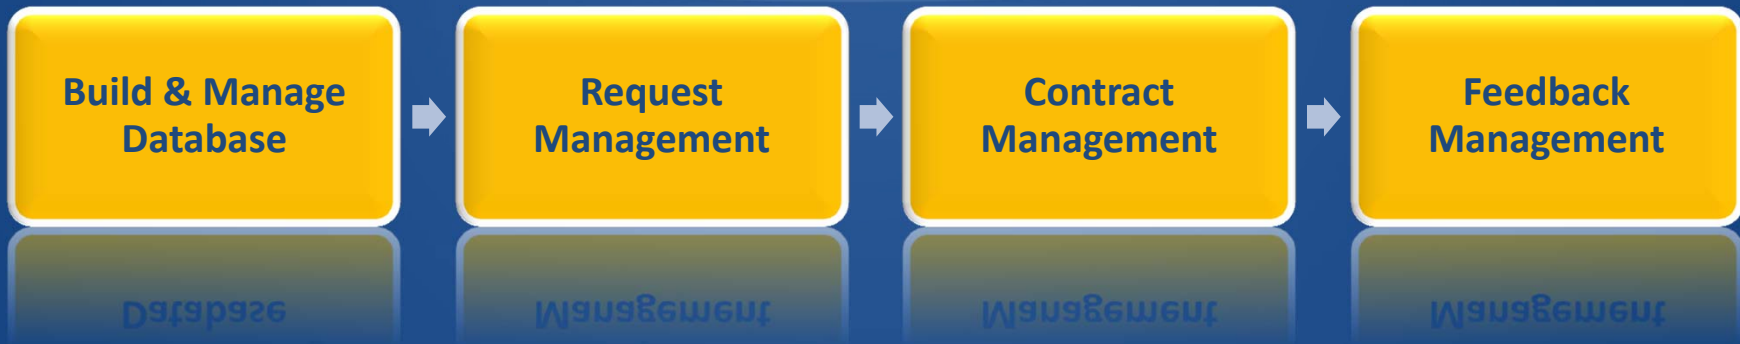 Build & Manage
Database
Request
Management
Contract
Management
Feedback
Management